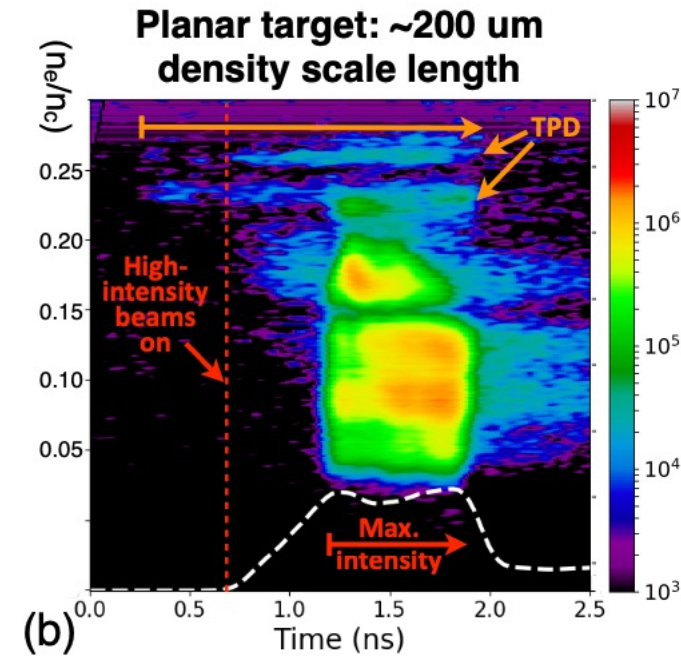 Planar target: ~200 um
density scale length
(ne/nc)
TPD
0.25
0.20
0.15
0.10
0.05
High-
intensity
beams
on
Max.
intensity
10⁷
10⁶
10⁵
10⁴
10³
0.0 0.5 1.0 1.5 2.0 2.5
Time (ns)
(b)